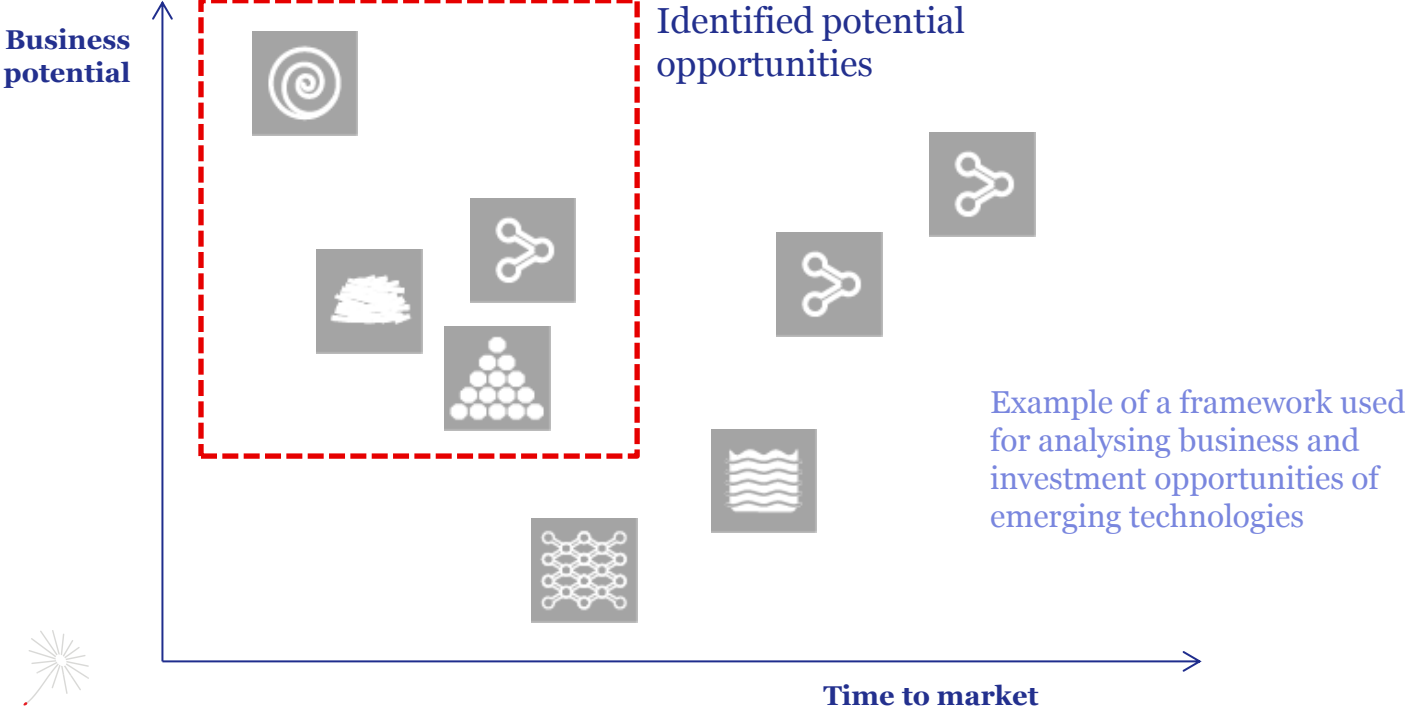 Business
potential
Identified potential
opportunities
Example of a framework used
for analysing business and
investment opportunities of
emerging technologies
Time to market